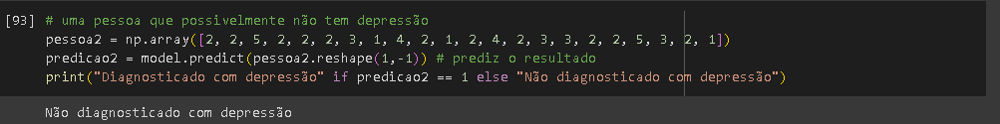 [93] # uma pessoa que possivelmente não tem depressão
pessoa2 = np.array([2, 2, 5, 2, 2, 2, 3, 1, 4, 2, 1, 2, 4, 2, 3, 3, 2, 2, 5, 3, 2, 1])
predicao2 = model.predict(pessoa2.reshape(1,-1)) # prediz o resultado
print("Diagnosticado com depressão" if predicao2 == 1 else "Não diagnosticado com depressão")
Não diagnosticado com depressão